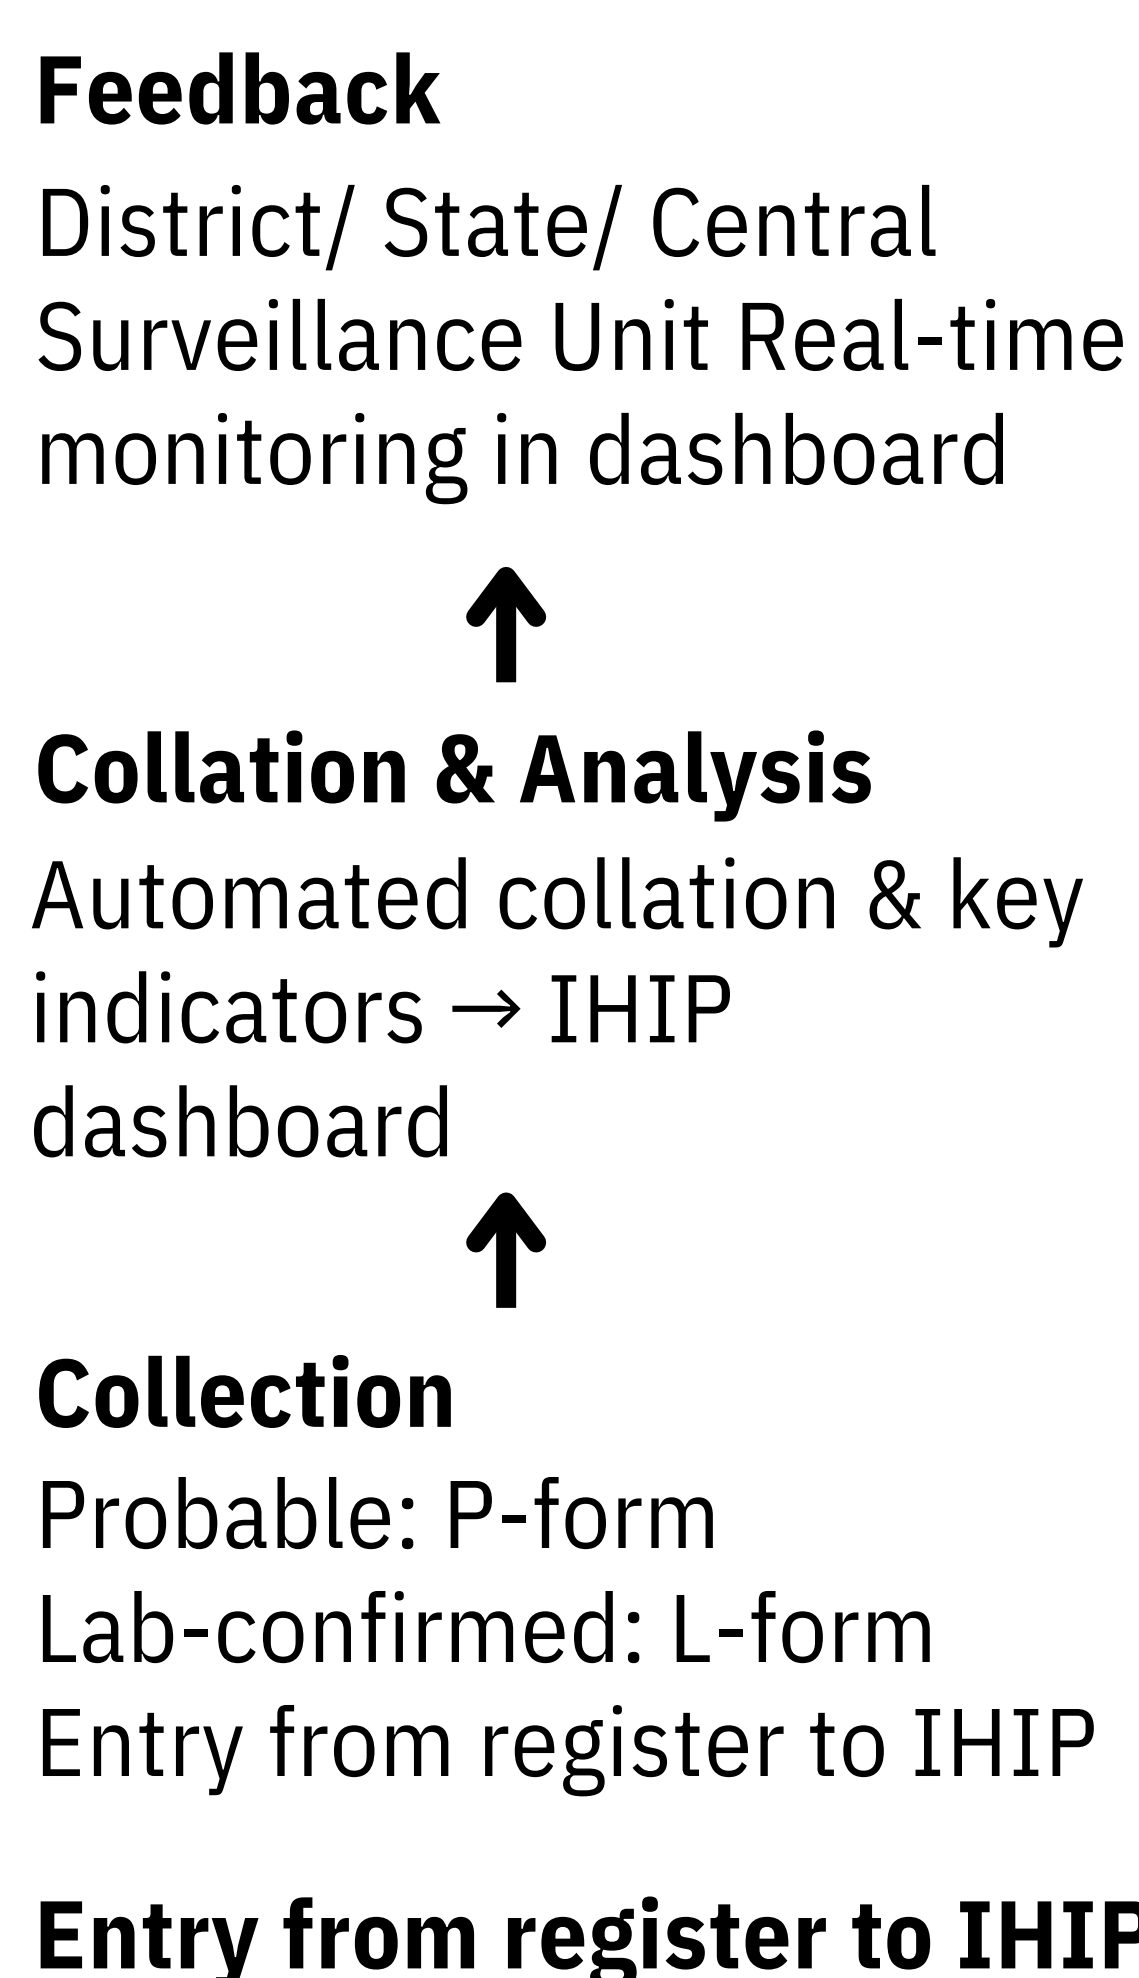 Feedback
District/ State/ Central
Surveillance Unit Real-time
monitoring in dashboard
Collation & Analysis
Automated collation & key
indicators → IHIP
dashboard
Collection
Probable: P-form
Lab-confirmed: L-form
Entry from register to IHIP
Entry from register to IHIP